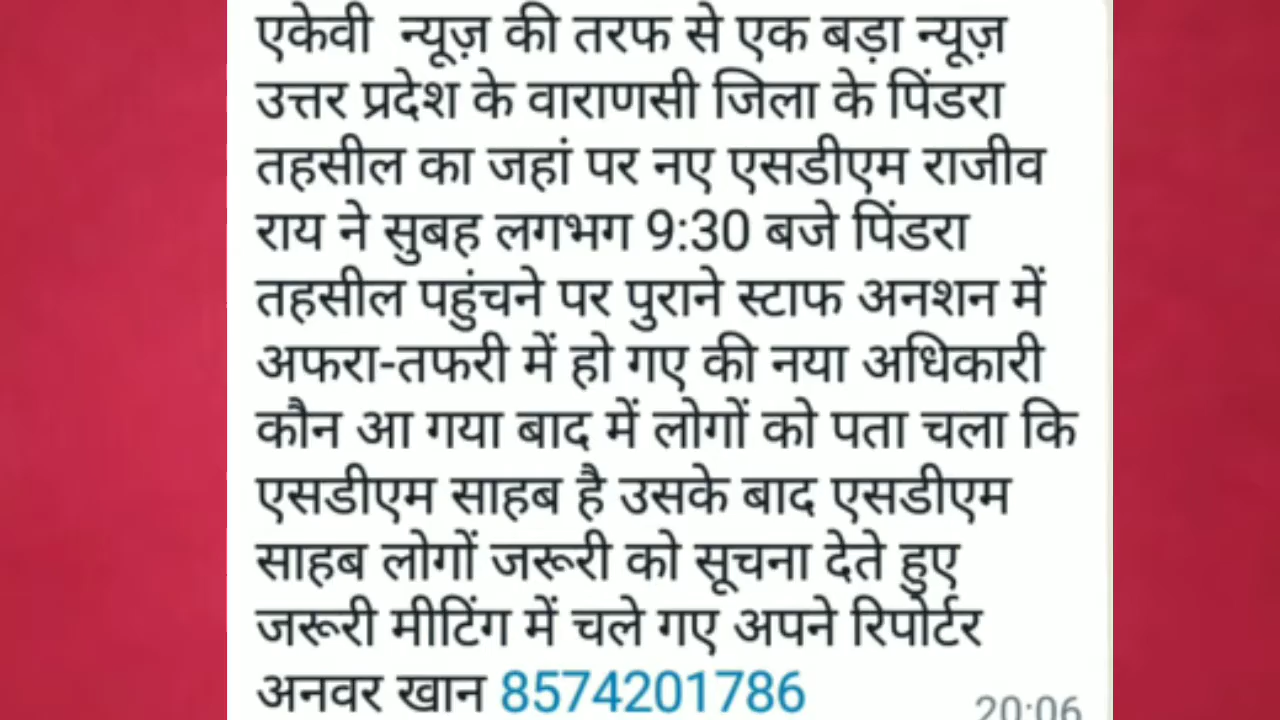 एकेवी न्यूज़ की तरफ से एक बड़ा न्यूज़
उत्तर प्रदेश के वाराणसी जिला के पिंडरा
तहसील का जहां पर नए एसडीएम राजीव
राय ने सुबह लगभग 9:30 बजे पिंडरा
तहसील पहुंचने पर पुराने स्टाफ अनशन में
अफरा-तफरी में हो गए की नया अधिकारी
कौन आ गया बाद में लोगों को पता चला कि
एसडीएम साहब है उसके बाद एसडीएम
साहब लोगों जरूरी को सूचना देते हुए
जरूरी मीटिंग में चले गए अपने रिपोर्टर
अनवर खान 8574201786
20:06